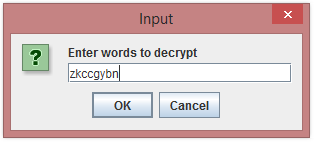 Input
Enter words to decrypt
zkccgybn
OK Cancel